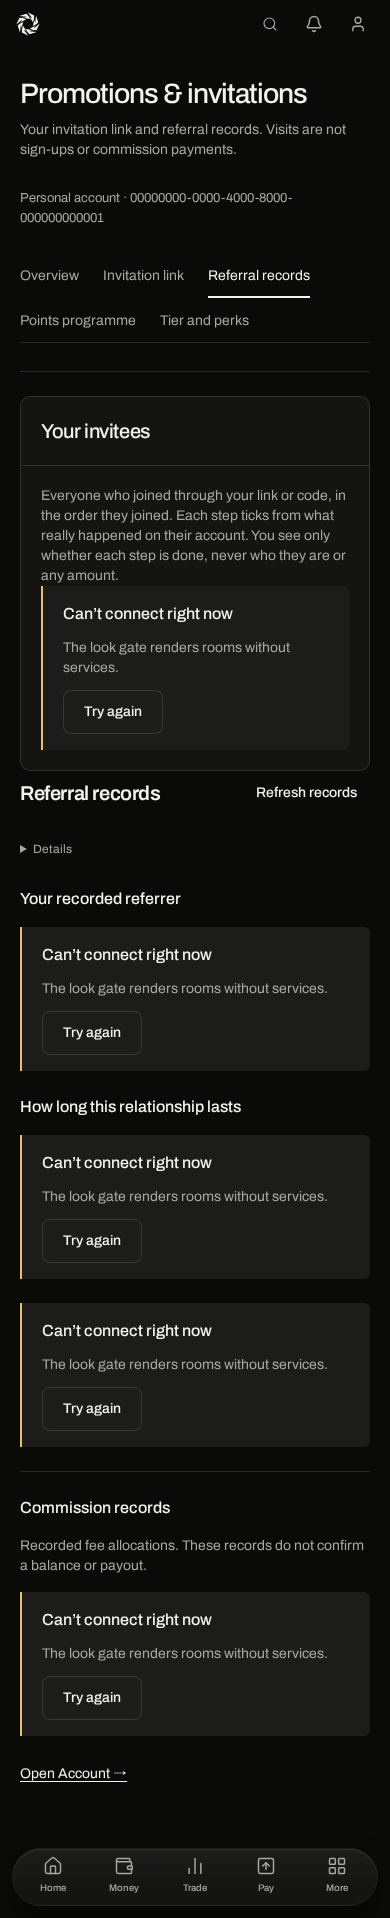 Promotions & invitations
Your invitation link and referral records. Visits are not
sign-ups or commission payments.
Personal account · 00000000-0000-4000-8000-
000000000001
Overview Invitation link Referral records
Points programme Tier and perks
Your invitees
Everyone who joined through your link or code, in
the order they joined. Each step ticks from what
really happened on their account. You see only
whether each step is done, never who they are or
any amount.
Can’t connect right now
The look gate renders rooms without
services.
Try again
Referral records Refresh records
Details
Your recorded referrer
Can’t connect right now
The look gate renders rooms without services.
Try again
How long this relationship lasts
Can’t connect right now
The look gate renders rooms without services.
Try again
Can’t connect right now
The look gate renders rooms without services.
Try again
Commission records
Recorded fee allocations. These records do not confirm
a balance or payout.
Can’t connect right now
The look gate renders rooms without services.
Try again
Open Account →
Home Money Trade Pay More